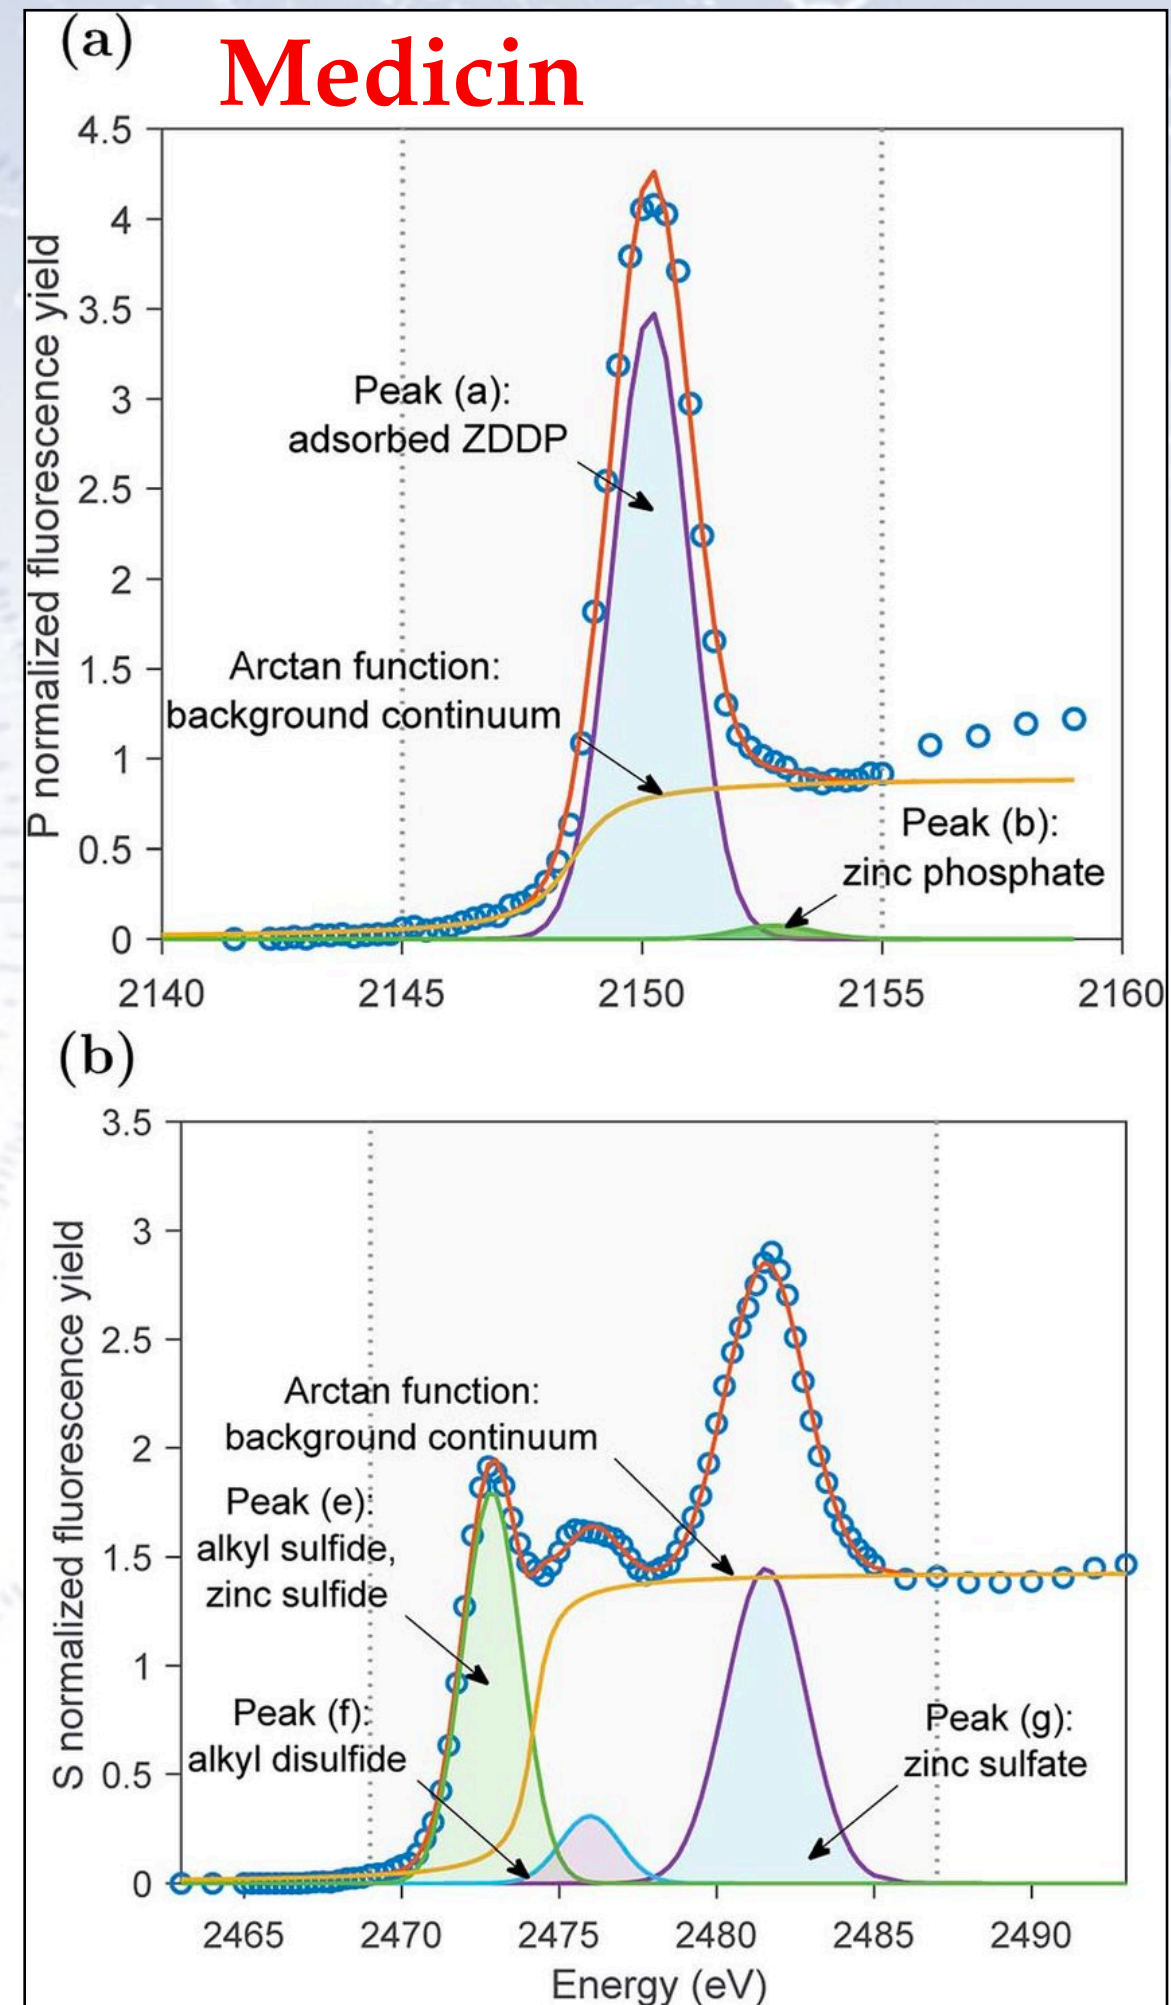 (a)
Medicin
4.5
4
3.5
3
2.5
2
1.5
1
0.5
0
P normalized fluorescence yield
Peak (a):
adsorbed ZDDP
Arctan function:
background continuum
Peak (b):
zinc phosphate
2140 2145 2150 2155 2160
(b)
3.5
3
2.5
2
1.5
1
0.5
0
S normalized fluorescence yield
Arctan function:
background continuum
Peak (e):
alkyl sulfide,
zinc sulfide
Peak (f):
alkyl disulfide
Peak (g):
zinc sulfate
2465 2470 2475 2480 2485 2490
Energy (eV)